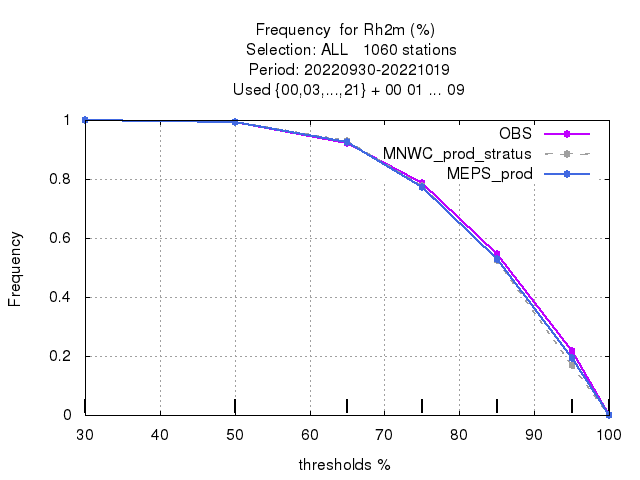 Frequency  for Rh2m (%)
Selection: ALL   1060 stations
Period: 20220930-20221019
Used {00,03,...,21} + 00 01 ... 09
OBS
MNWC_prod_stratus
MEPS_prod
1
0.8
0.6
0.4
0.2
0
Frequency
30 40 50 60 70 80 90 100
thresholds %